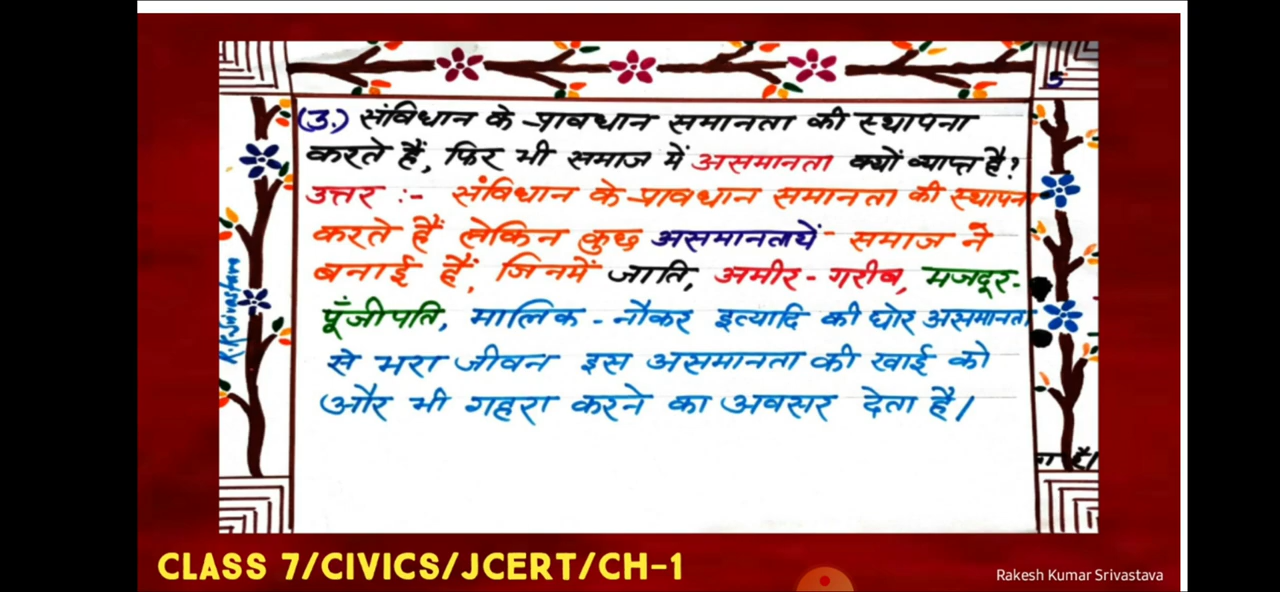 5
(3.) संविधान के प्रावधान समानता की स्थापना
करते हैं, फिर भी समाज में असमानता क्यों व्याप्त है?
उत्तर :- संविधान के प्रावधान समानता की स्थापना
करते हैं लेकिन कुछ असमानतायें समाज ने
बनाई हैं, जिनमें जाति, अमीर - गरीब, मजदूर-
पूँजीपति, मालिक - नौकर इत्यादि की घोर असमानता
से भरा जीवन इस असमानता की खाई को
और भी गहरा करने का अवसर देता है।
R.K.Srivastava
है।
CLASS 7/CIVICS/JCERT/CH-1
Rakesh Kumar Srivastava